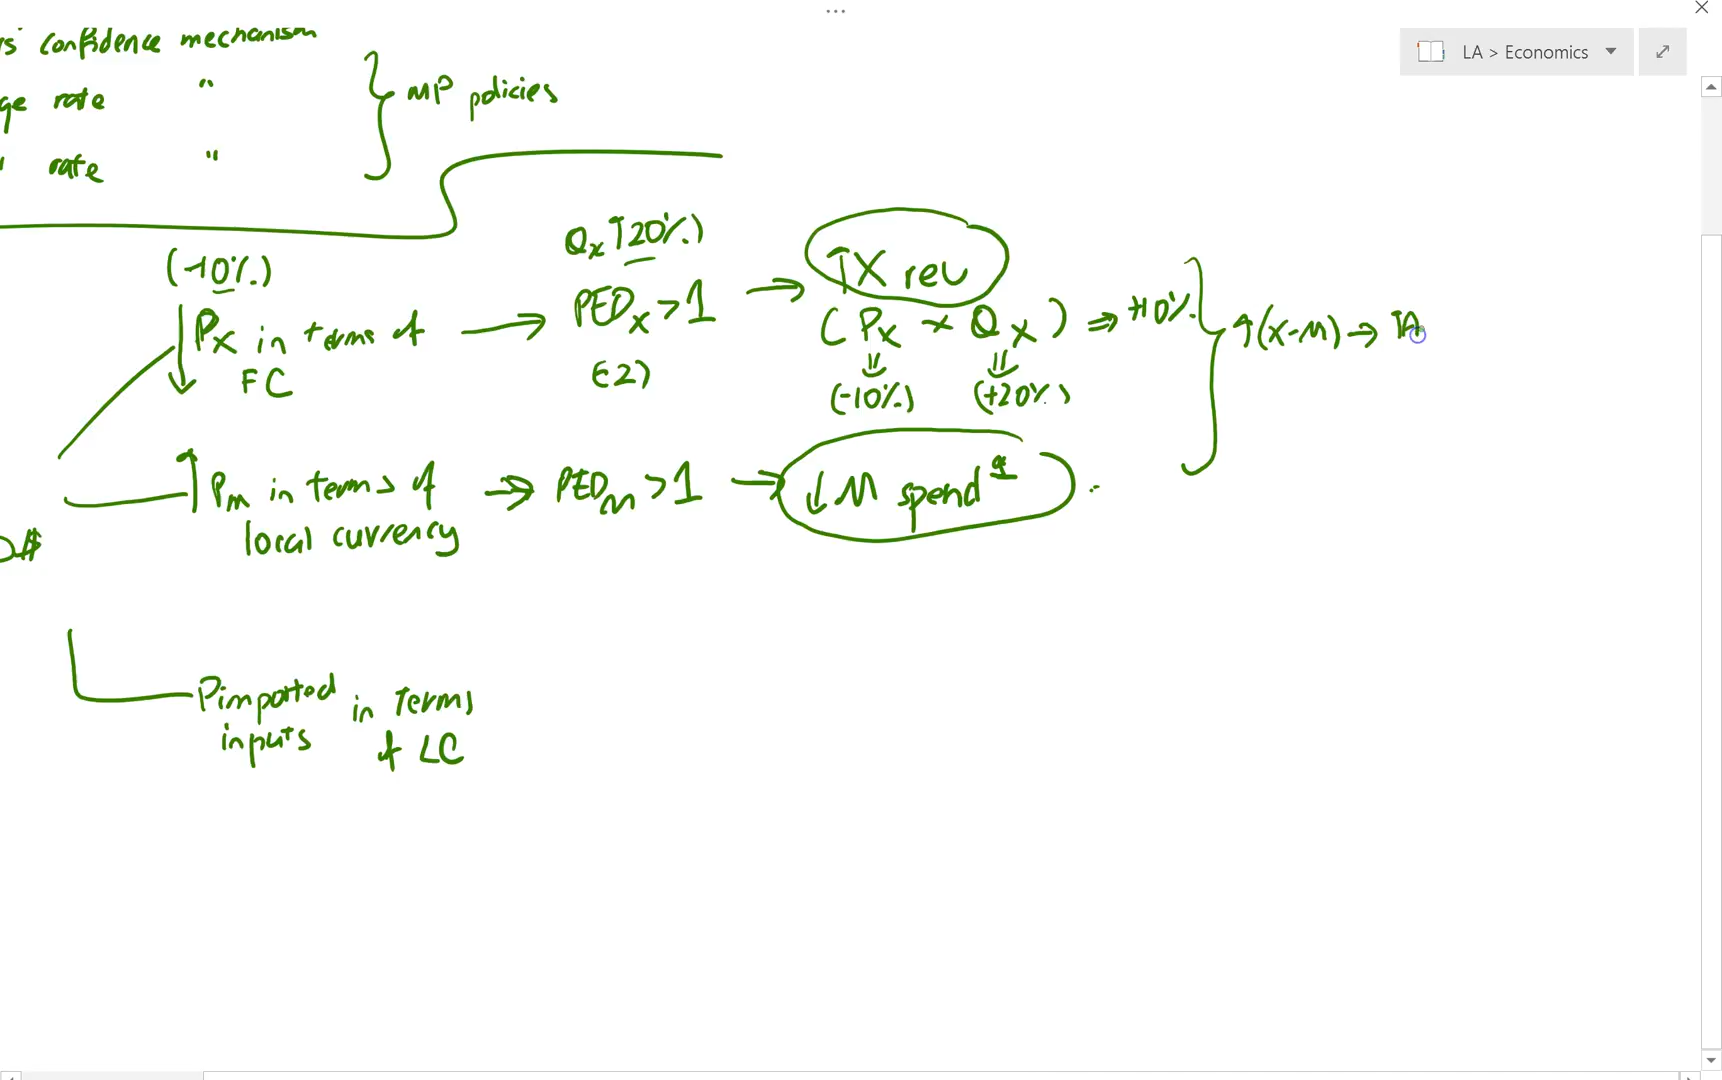 LA > Economics
confidence mechanism
rate "
rate "
MP policies
(-10%)
↓ Px in terms of FC
→
Qx ↑20%)
PEDx > 1
(=2)
→
↑X rev
(Px × Qx) ⇒ +10%
(-10%) (+20%)
↑(X-M) → ↑A
↑ Pm in terms of local currency
→ PEDm > 1 → ↓ M spend
$
Pimported inputs in terms of LC